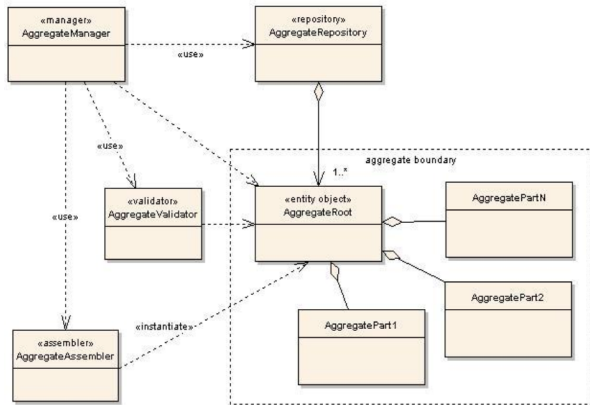 «manager»
AggregateManager
«repository»
AggregateRepository
«use»
«use»
aggregate boundary
1..*
«validator»
AggregateValidator
«entity object»
AggregateRoot
AggregatePartN
«use»
AggregatePart2
AggregatePart1
«instantiate»
«assembler»
AggregateAssembler